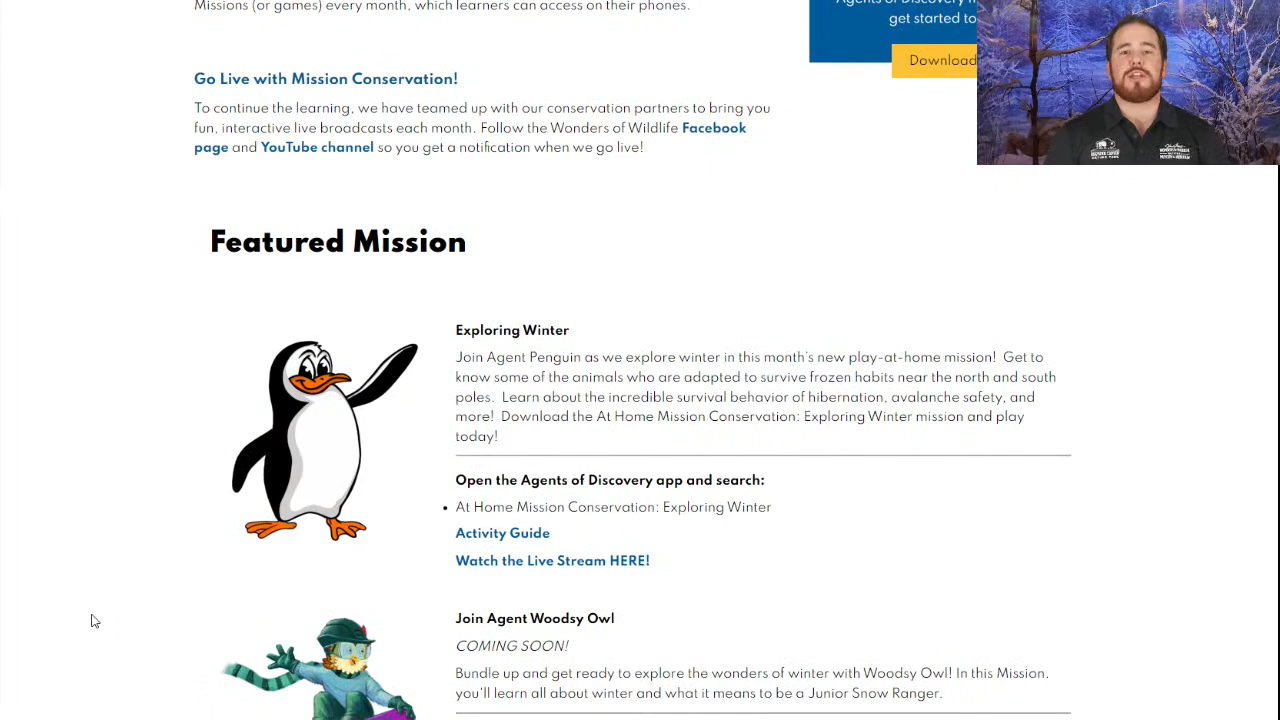 Missions (or games) every month, which learners can access on their phones.
get started to
Download
Go Live with Mission Conservation!
To continue the learning, we have teamed up with our conservation partners to bring you
fun, interactive live broadcasts each month. Follow the Wonders of Wildlife Facebook
page and YouTube channel so you get a notification when we go live!
Featured Mission
Exploring Winter
Join Agent Penguin as we explore winter in this month's new play-at-home mission! Get to
know some of the animals who are adapted to survive frozen habits near the north and south
poles. Learn about the incredible survival behavior of hibernation, avalanche safety, and
more! Download the At Home Mission Conservation: Exploring Winter mission and play
today!
Open the Agents of Discovery app and search:
• At Home Mission Conservation: Exploring Winter
Activity Guide
Watch the Live Stream HERE!
Join Agent Woodsy Owl
COMING SOON!
Bundle up and get ready to explore the wonders of winter with Woodsy Owl! In this Mission,
you'll learn all about winter and what it means to be a Junior Snow Ranger.